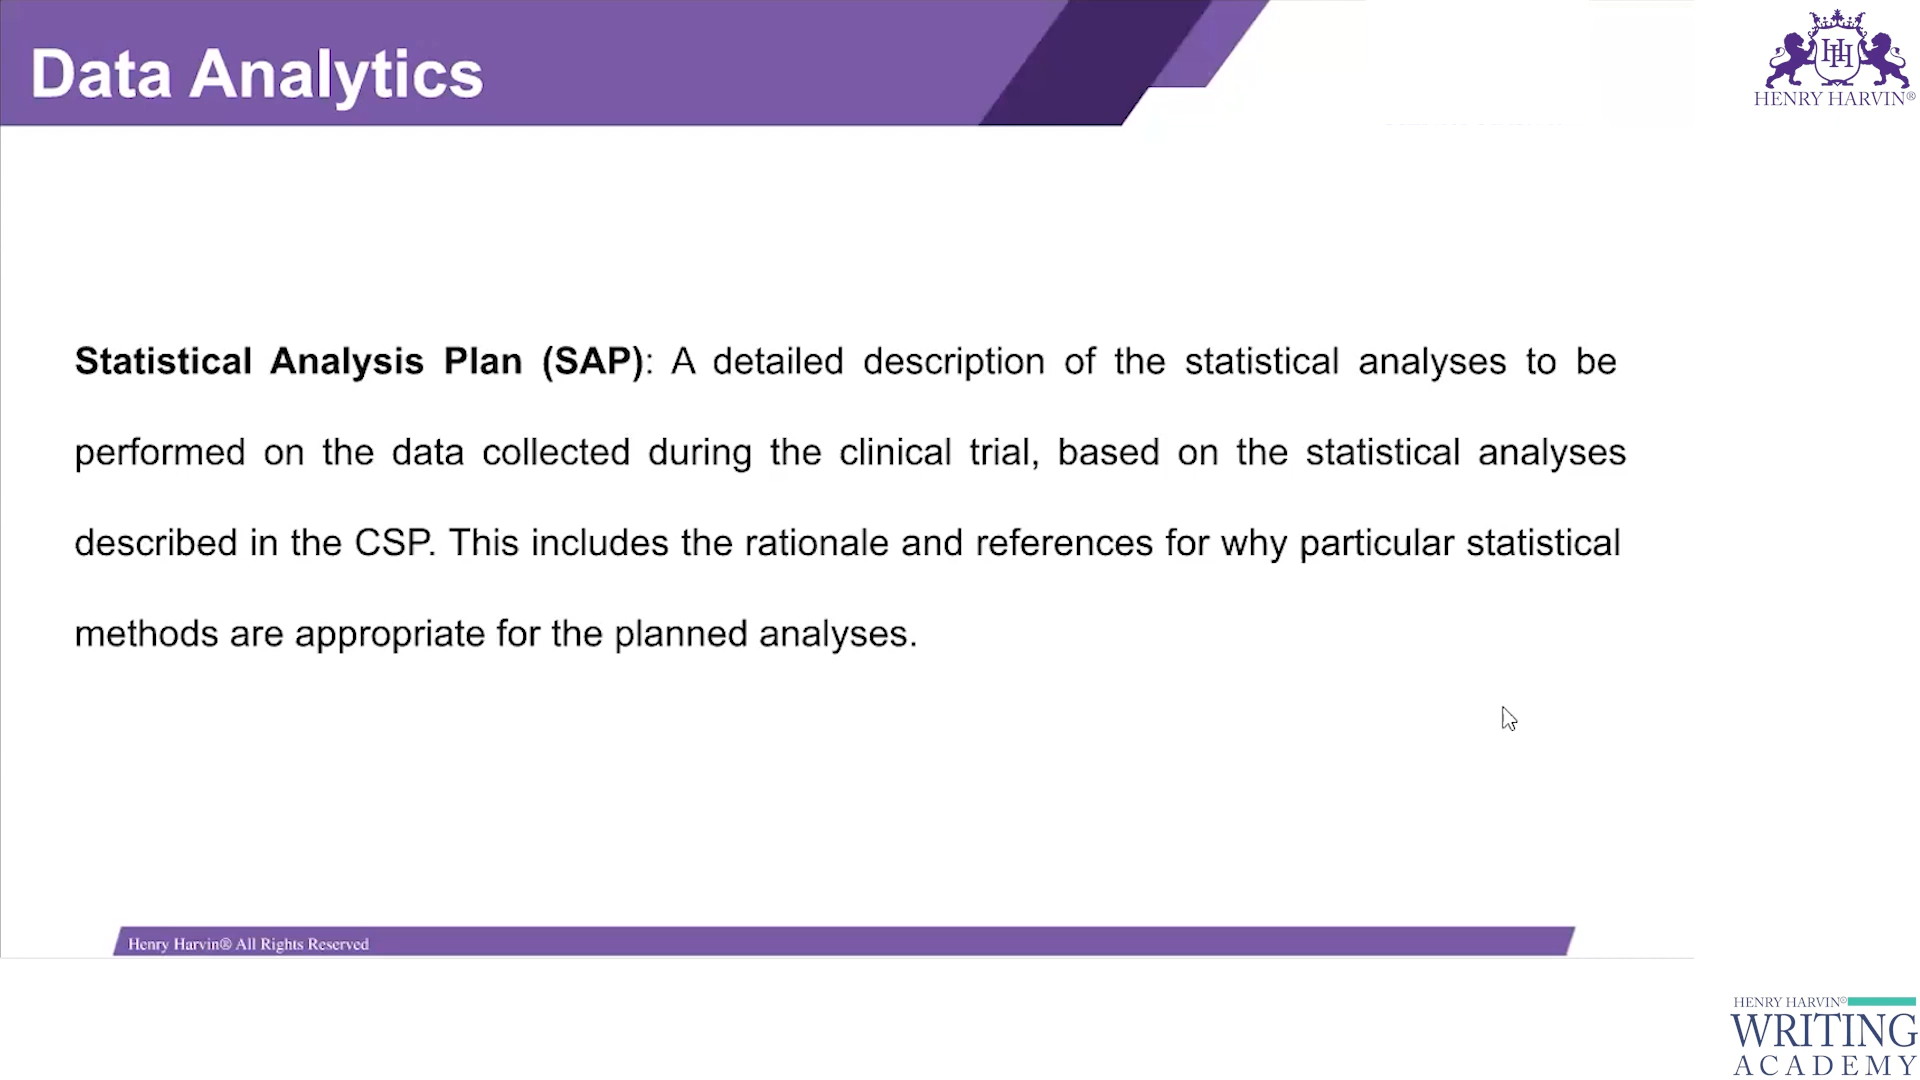 Data Analytics
HENRY HARVIN®
Statistical Analysis Plan (SAP): A detailed description of the statistical analyses to be
performed on the data collected during the clinical trial, based on the statistical analyses
described in the CSP. This includes the rationale and references for why particular statistical
methods are appropriate for the planned analyses.
Henry Harvin® All Rights Reserved
HENRY HARVIN®
WRITING
ACADEMY